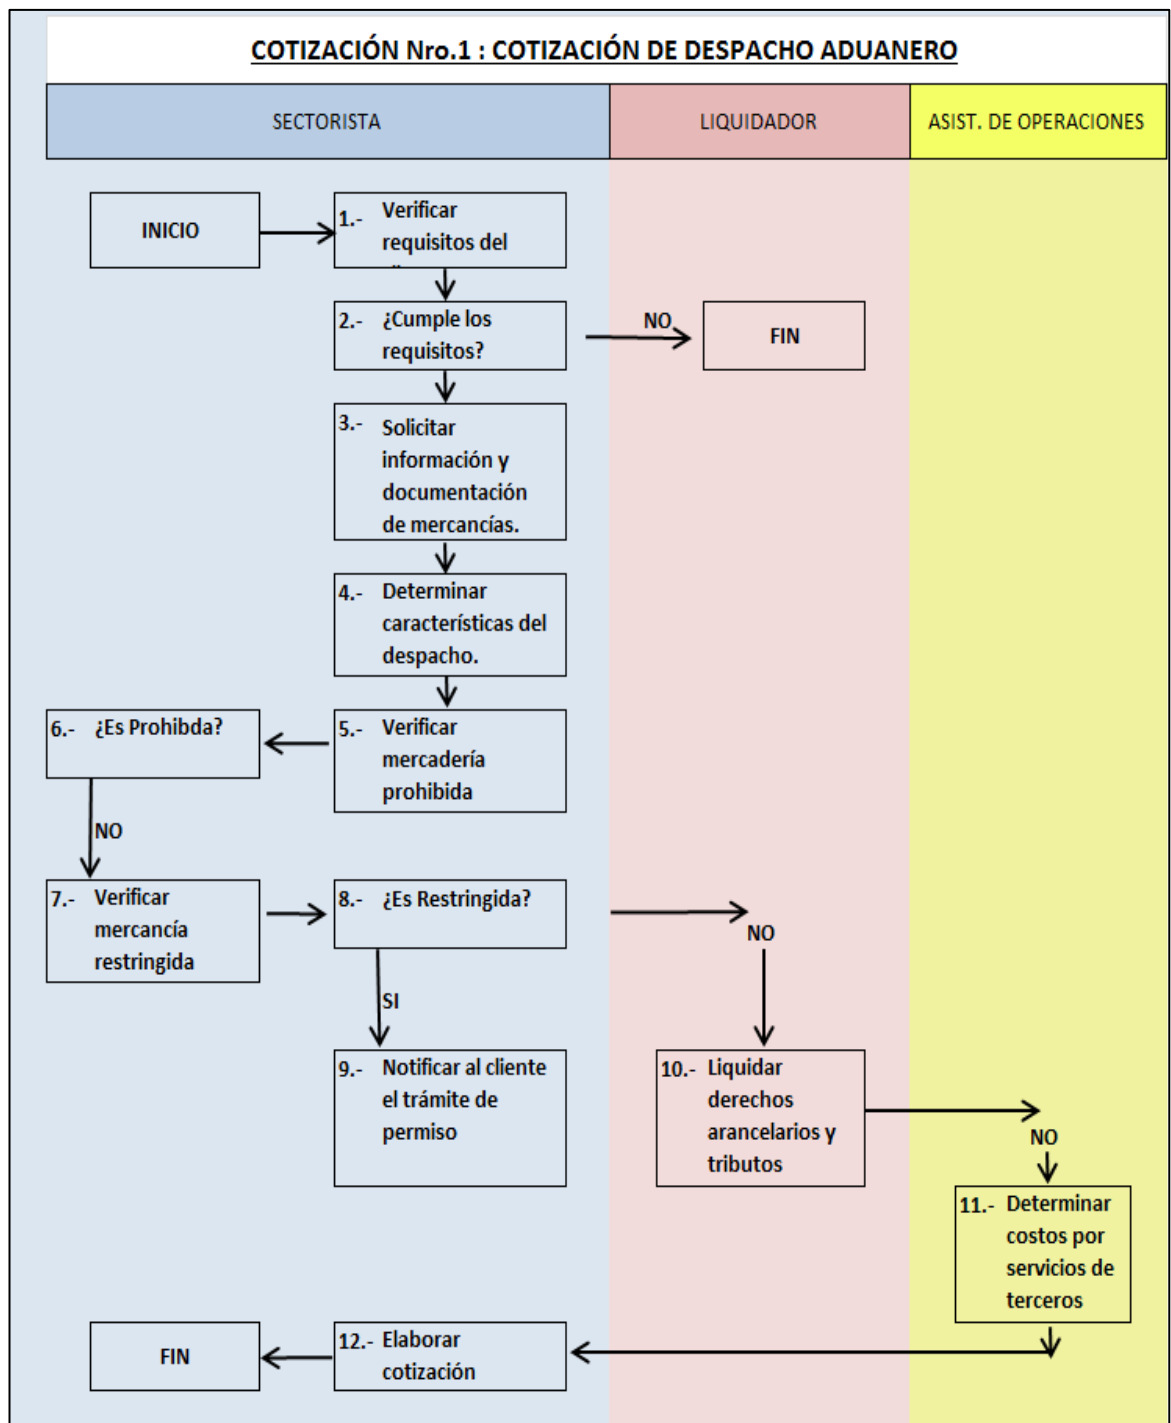 COTIZACIÓN Nro.1 : COTIZACIÓN DE DESPACHO ADUANERO
SECTORISTA
LIQUIDADOR
ASIST. DE OPERACIONES
INICIO
1.- Verificar
requisitos del
2.- ¿Cumple los
requisitos?
NO
FIN
3.- Solicitar
información y
documentación
de mercancías.
4.- Determinar
características del
despacho.
6.- ¿Es Prohibda?
5.- Verificar
mercadería
prohibida
NO
7.- Verificar
mercancía
restringida
8.- ¿Es Restringida?
NO
SI
9.- Notificar al cliente
el trámite de
permiso
10.- Liquidar
derechos
arancelarios y
tributos
NO
11.- Determinar
costos por
servicios de
terceros
FIN
12.- Elaborar
cotización